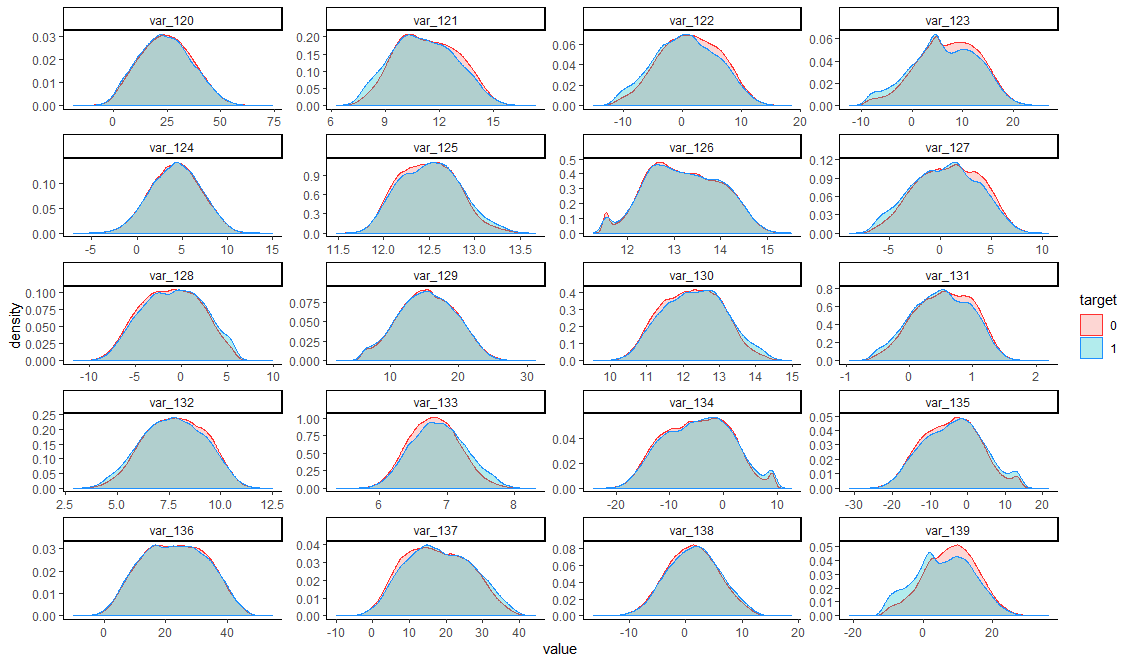 var_120 var_121 var_122 var_123
0.03 0.20 0.06 0.06
0.02 0.15 0.04 0.04
0.01 0.10 0.02 0.02
0.05
0.00 0.00 0.00 0.00
0 25 50 75 6 9 12 15 -10 0 10 20 -10 0 10 20
var_124 var_125 var_126 var_127
0.10 0.9 0.5 0.12
0.05 0.6 0.4 0.09
0.00 0.3 0.3 0.06
0.0 0.2 0.03
0.1 0.00
0.0
-5 0 5 10 15 11.5 12.0 12.5 13.0 13.5 12 13 14 15 -5 0 5 10
var_128 var_129 var_130 var_131
0.100 0.075 0.4 0.8
0.075 0.050 0.3 0.6
0.050 0.025 0.2 0.4
0.025 0.000 0.1 0.2
0.000 0.0 0.0
-10 -5 0 5 10 10 20 30 10 11 12 13 14 15 -1 0 1 2
var_132 var_133 var_134 var_135
0.25 1.00 0.04 0.05
0.20 0.75 0.02 0.04
0.15 0.50 0.00 0.03
0.10 0.25 0.02
0.05 0.00 0.01
0.00 0.00
2.5 5.0 7.5 10.0 12.5 6 7 8 -20 -10 0 10 -30 -20 -10 0 10 20
var_136 var_137 var_138 var_139
0.03 0.04 0.08 0.05
0.02 0.03 0.06 0.04
0.01 0.02 0.04 0.03
0.00 0.01 0.02 0.02
0.00 0.00 0.01
0.00
0 20 40 -10 0 10 20 30 40 -10 0 10 20 -20 0 20
density
value
target
0
1